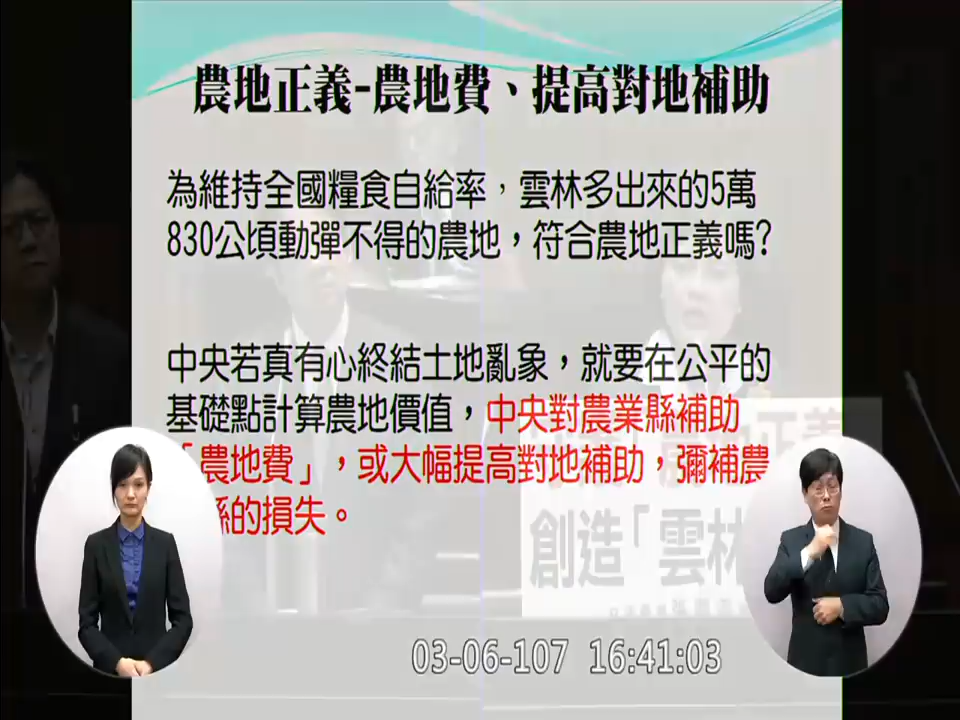 農地正義-農地費、提高對地補助
為維持全國糧食自給率，雲林多出來的5萬
830公頃動彈不得的農地，符合農地正義嗎?
中央若真有心終結土地亂象，就要在公平的
基礎點計算農地價值，中央對農業縣補助
「農地費」，或大幅提高對地補助，彌補農
縣的損失。
正義
創造「雲林
03-06-107 16:41:03